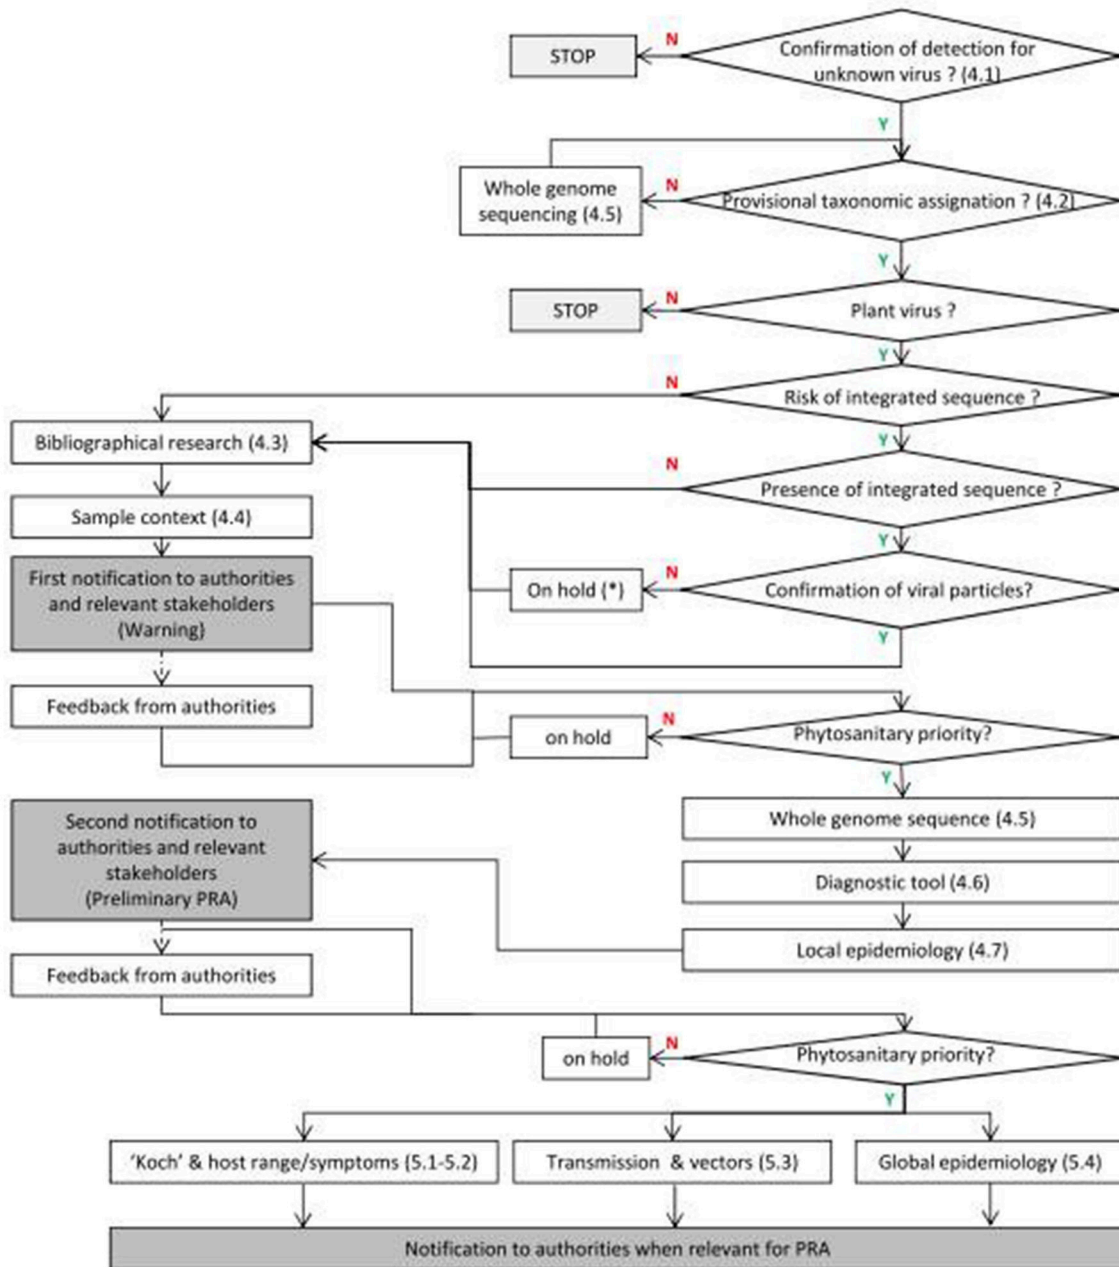 Confirmation of detection for
unknown virus ? (4.1)
N
STOP
Y
Provisional taxonomic assignation ? (4.2)
N
Whole genome
sequencing (4.5)
Y
Plant virus ?
N
STOP
Y
Risk of integrated sequence ?
N
Y
Bibliographical research (4.3)
Presence of integrated sequence ?
N
Sample context (4.4)
Y
First notification to authorities
and relevant stakeholders
(Warning)
Confirmation of viral particles?
N
On hold (*)
Y
Feedback from authorities
Phytosanitary priority?
N
on hold
Y
Whole genome sequence (4.5)
Second notification to
authorities and relevant
stakeholders
(Preliminary PRA)
Diagnostic tool (4.6)
Local epidemiology (4.7)
Feedback from authorities
Phytosanitary priority?
N
on hold
Y
'Koch' & host range/symptoms (5.1-5.2)
Transmission & vectors (5.3)
Global epidemiology (5.4)
Notification to authorities when relevant for PRA